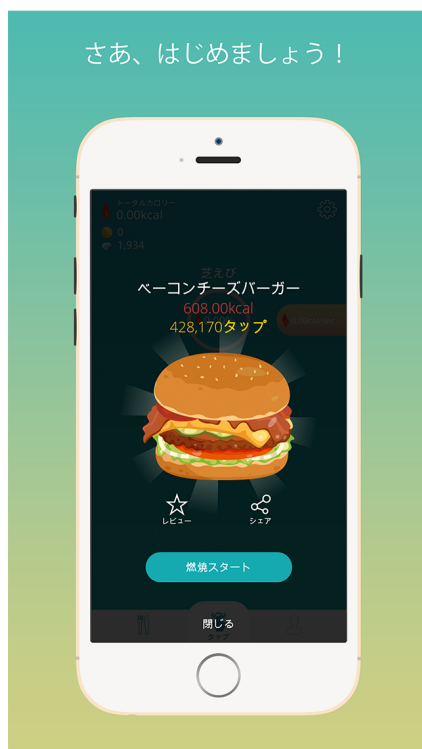 さあ、はじめましょう！
トータルカロリー
0.00kcal
0
1,934
芝えび
ベーコンチーズバーガー
608.00kcal
428,170タップ
レビュー
シェア
燃焼スタート
閉じる
タップ